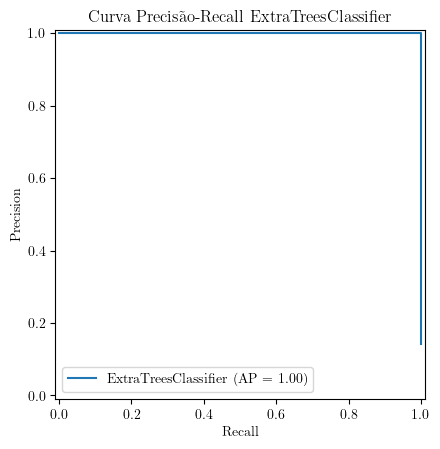 Curva Precisão-Recall ExtraTreesClassifier
1.0
0.8
0.6
0.4
0.2
0.0
Precision
ExtraTreesClassifier (AP = 1.00)
0.0 0.2 0.4 0.6 0.8 1.0
Recall